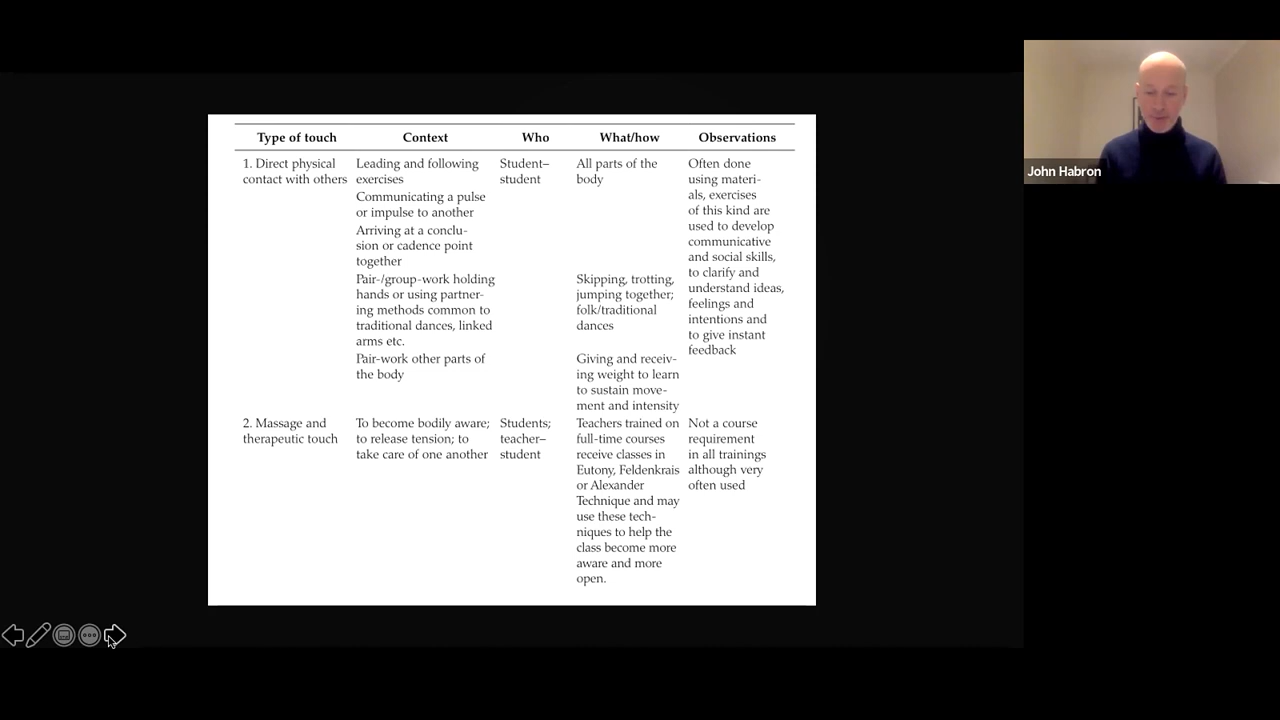 Type of touch Context Who What/how Observations
1. Direct physical
contact with others
Leading and following
exercises
Communicating a pulse
or impulse to another
Arriving at a conclu-
sion or cadence point
together
Pair-/group-work holding
hands or using partner-
ing methods common to
traditional dances, linked
arms etc.
Pair-work other parts of
the body
Student–
student
All parts of the
body
Skipping, trotting,
jumping together;
folk/traditional
dances
Giving and receiv-
ing weight to learn
to sustain move-
ment and intensity
Often done
using materi-
als, exercises
of this kind are
used to develop
communicative
and social skills,
to clarify and
understand ideas,
feelings and
intentions and
to give instant
feedback
2. Massage and
therapeutic touch
To become bodily aware;
to release tension; to
take care of one another
Students;
teacher–
student
Teachers trained on
full-time courses
receive classes in
Eutony, Feldenkrais
or Alexander
Technique and may
use these tech-
niques to help the
class become more
aware and more
open.
Not a course
requirement
in all trainings
although very
often used
John Habron